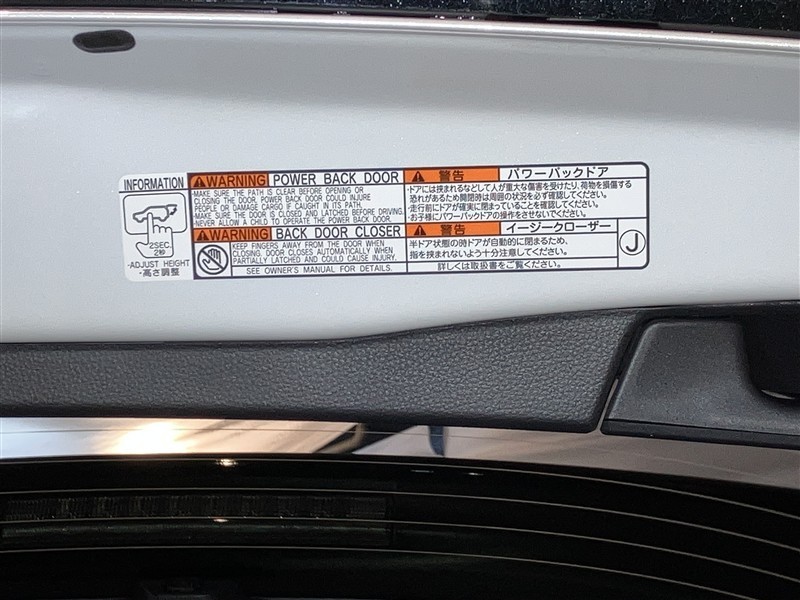 INFORMATION
2SEC.
2秒
-ADJUST HEIGHT
・高さ調整
WARNING POWER BACK DOOR
-MAKE SURE THE PATH IS CLEAR BEFORE OPENING OR
CLOSING THE DOOR. POWER BACK DOOR COULD INJURE
PEOPLE OR DAMAGE CARGO IF CAUGHT IN ITS PATH.
-MAKE SURE THE DOOR IS CLOSED AND LATCHED BEFORE DRIVING.
-NEVER ALLOW A CHILD TO OPERATE THE POWER BACK DOOR.
警告 パワーバックドア
・ドアには挟まれるなどして人が重大な傷害を受けたり、荷物を損傷する
恐れがあるため開閉時は周囲の状況を必ず確認してください。
・走行前にドアが確実に閉まっていることを確認してください。
・お子様にパワーバックドアの操作をさせないでください。
WARNING BACK DOOR CLOSER
KEEP FINGERS AWAY FROM THE DOOR WHEN
CLOSING. DOOR CLOSES AUTOMATICALLY WHEN
PARTIALLY LATCHED AND COULD CAUSE INJURY.
SEE OWNER'S MANUAL FOR DETAILS.
警告 イージークローザー
半ドア状態の時ドアが自動的に閉まるため、
指を挟まれないよう十分注意してください。
詳しくは取扱書をご覧ください。
J